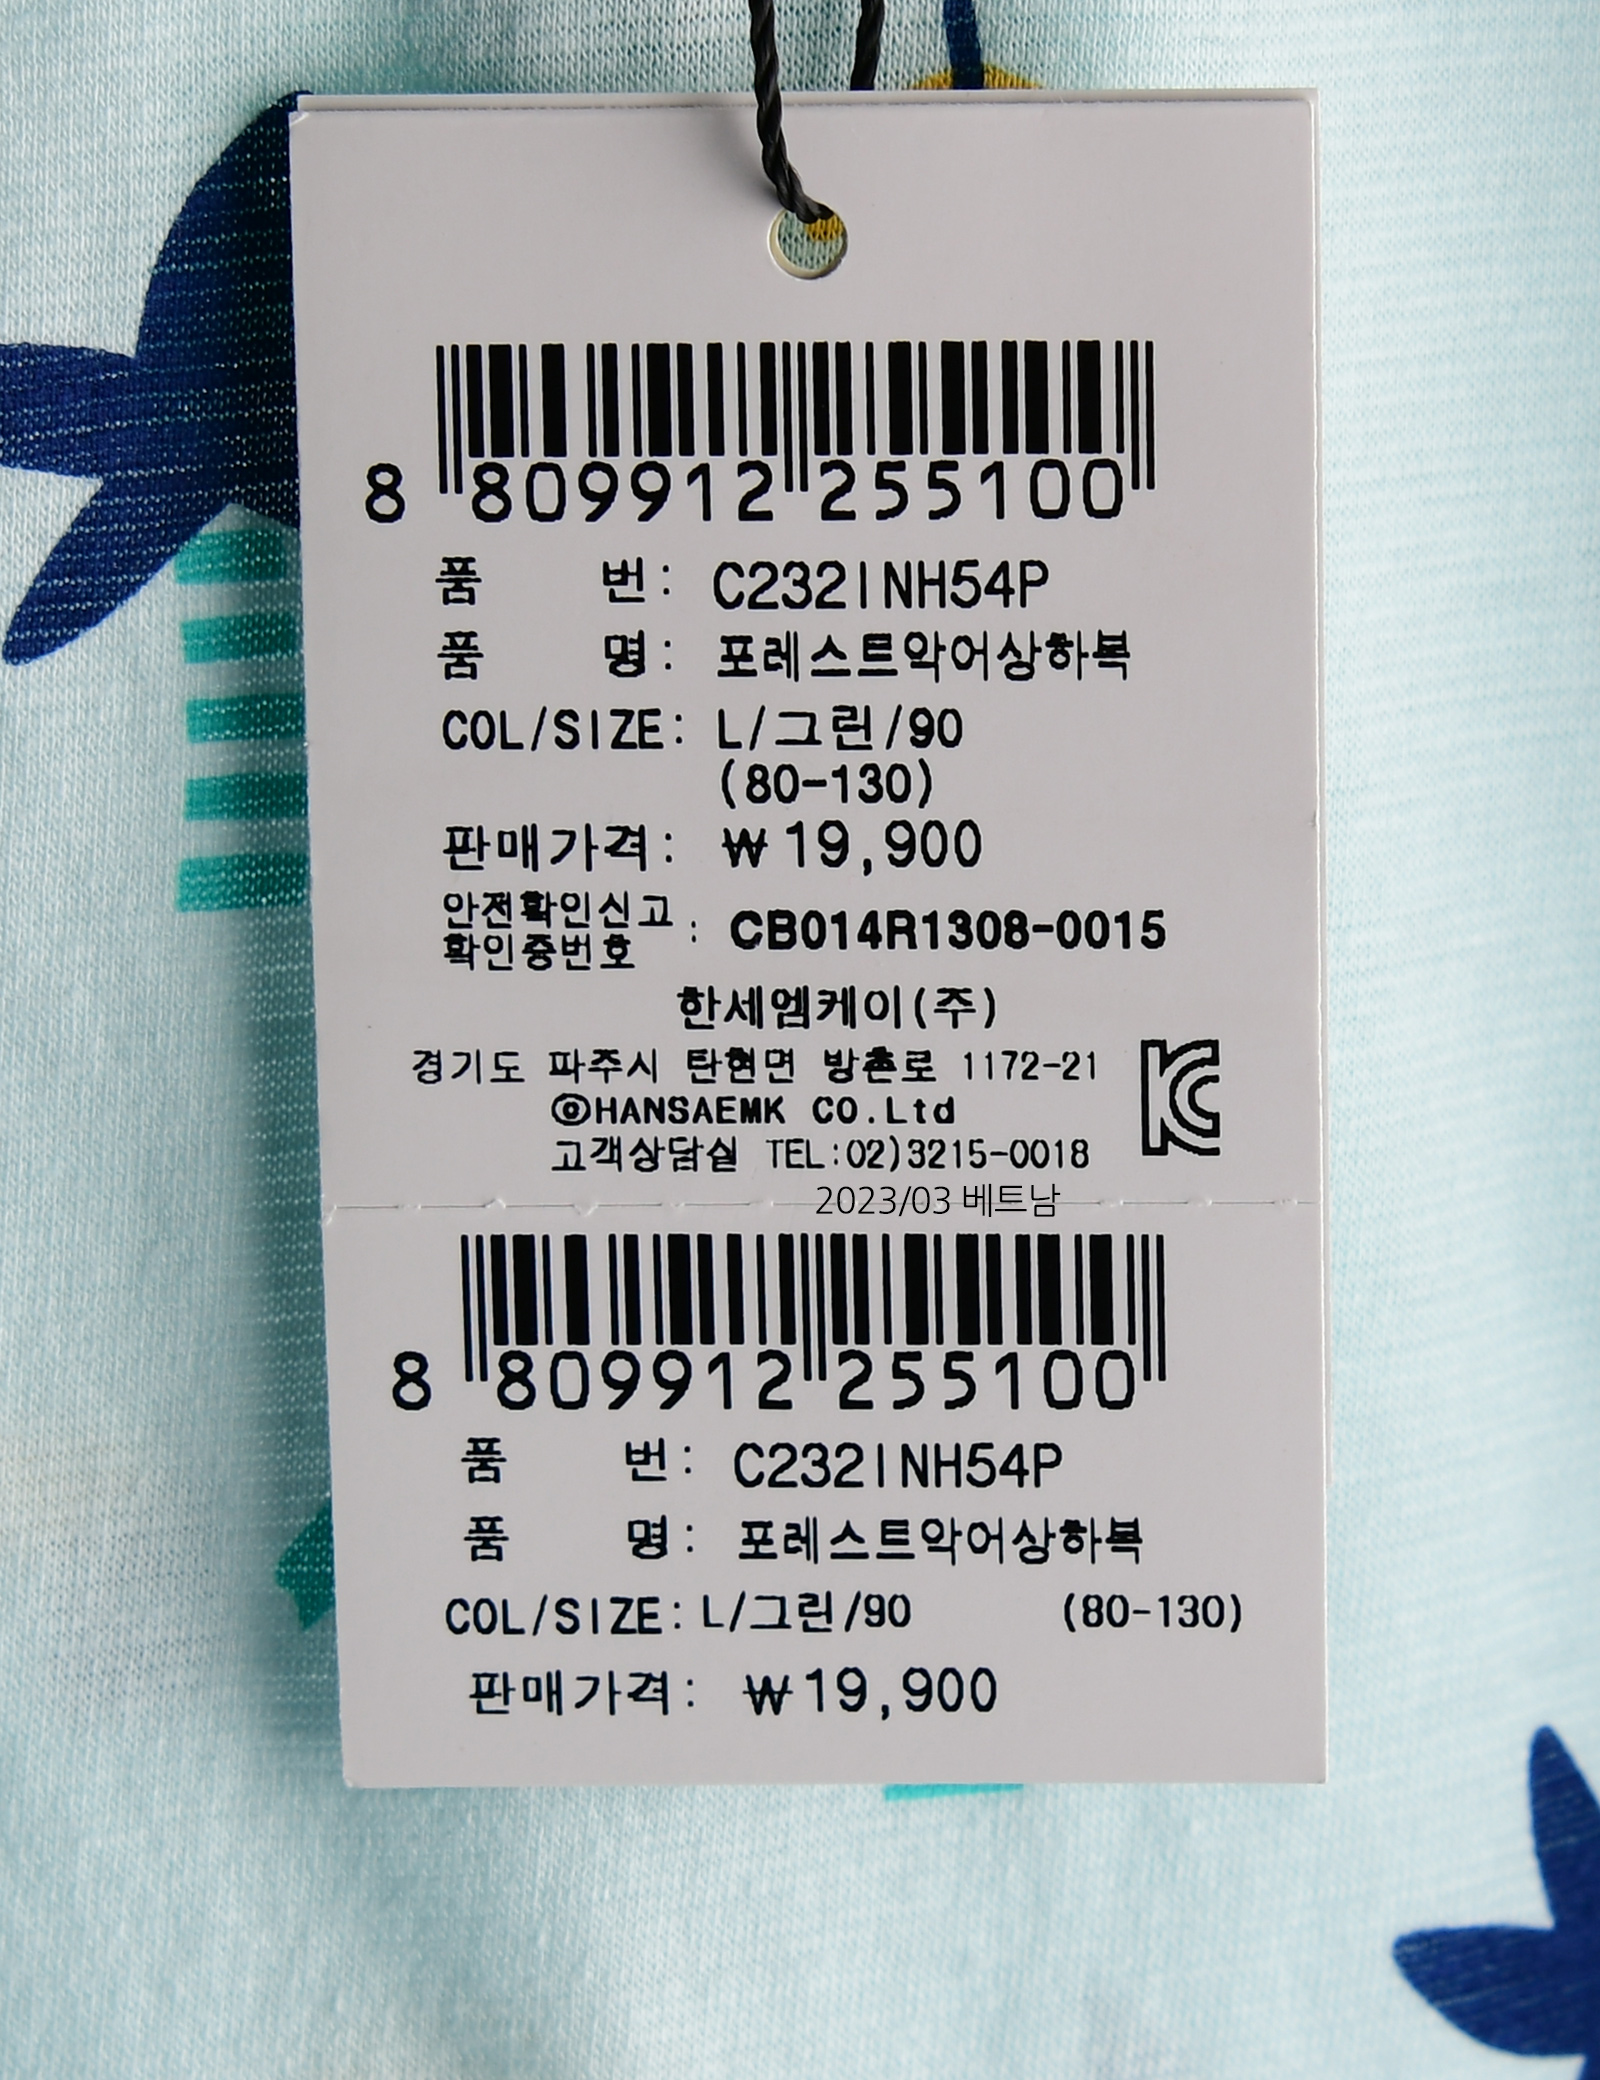 8 809912 255100
품 번: C232INH54P
품 명: 포레스트악어상하복
COL/SIZE: L/그린/90
(80-130)
판매가격: ₩19,900
안전확인신고
확인증번호 : CB014R1308-0015
한세엠케이(주)
경기도 파주시 탄현면 방촌로 1172-21
ⓒHANSAEMK CO.Ltd
고객상담실 TEL:02)3215-0018
2023/03 베트남
8 809912 255100
품 번: C232INH54P
품 명: 포레스트악어상하복
COL/SIZE: L/그린/90 (80-130)
판매가격: ₩19,900